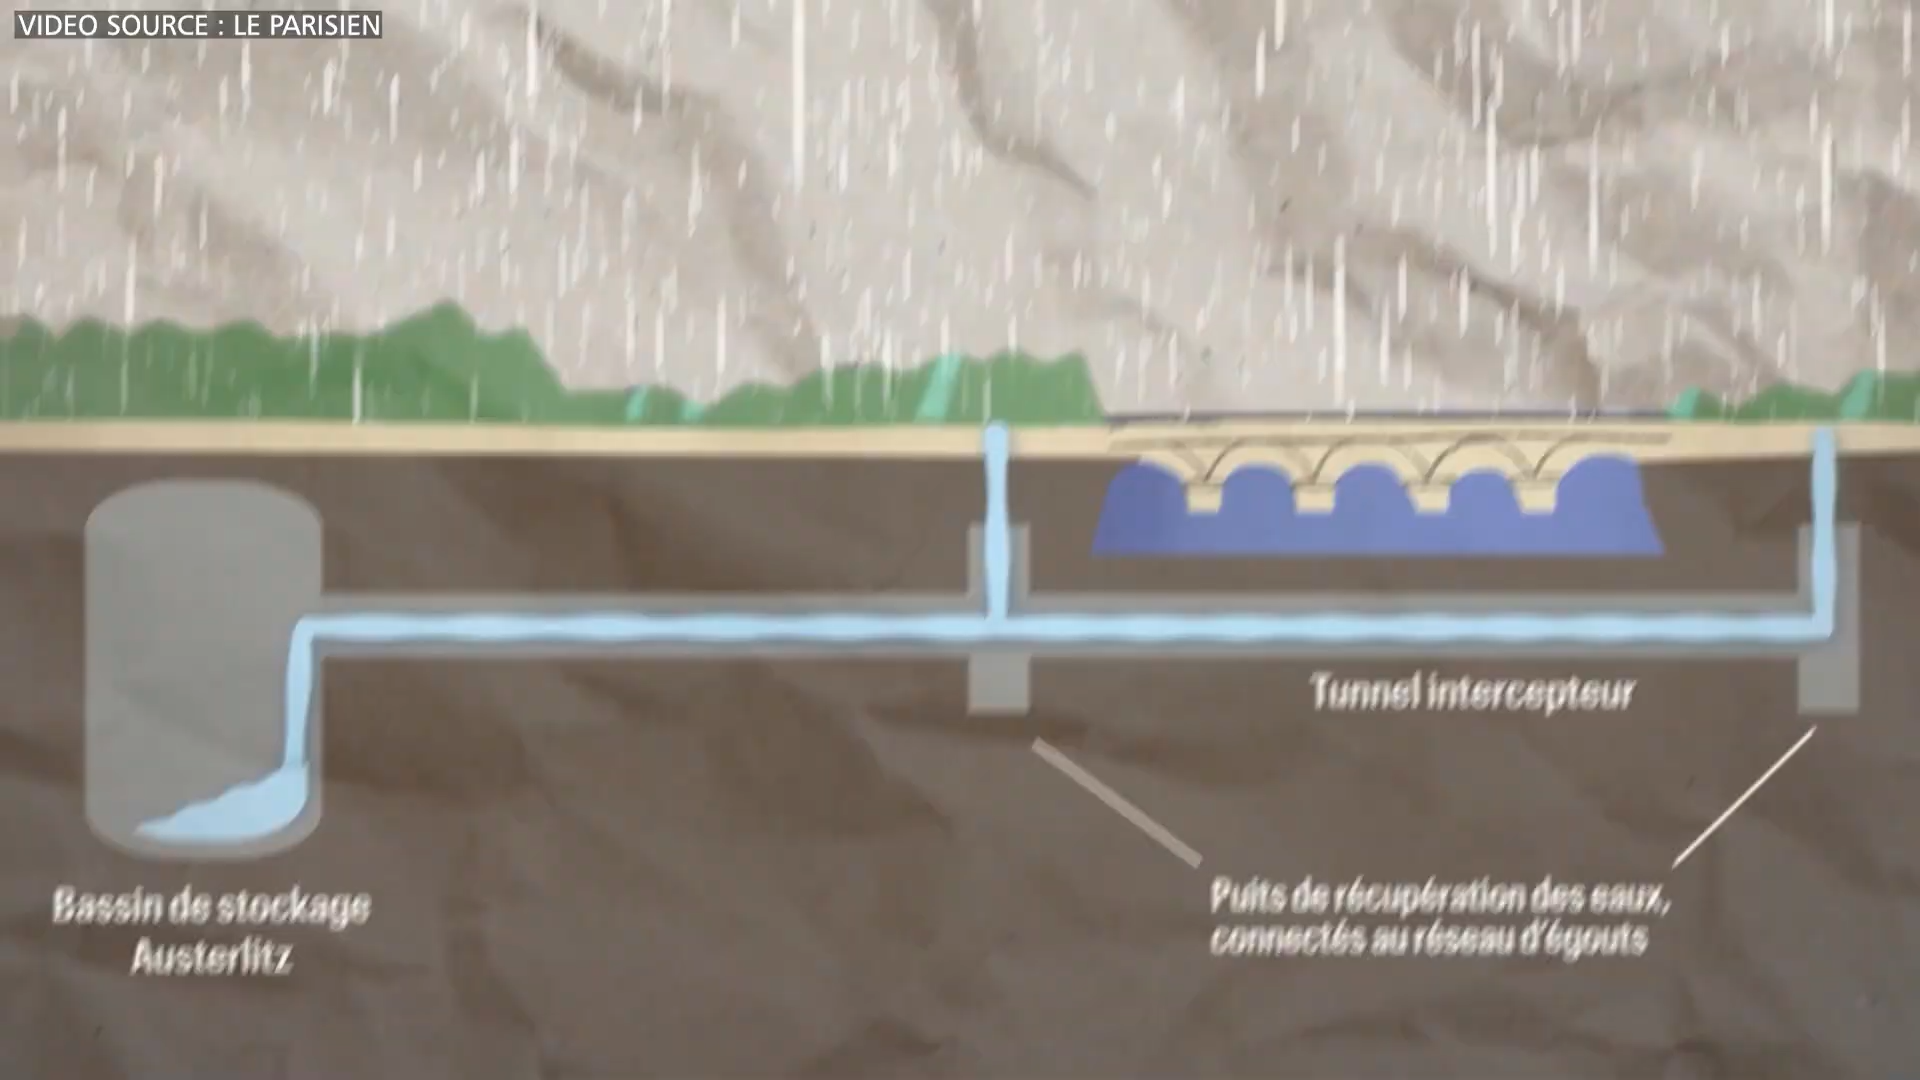 VIDEO SOURCE : LE PARISIEN
Tunnel intercepteur
Puits de récupération des eaux,
connectés au réseau d'égouts
Bassin de stockage
Austerlitz